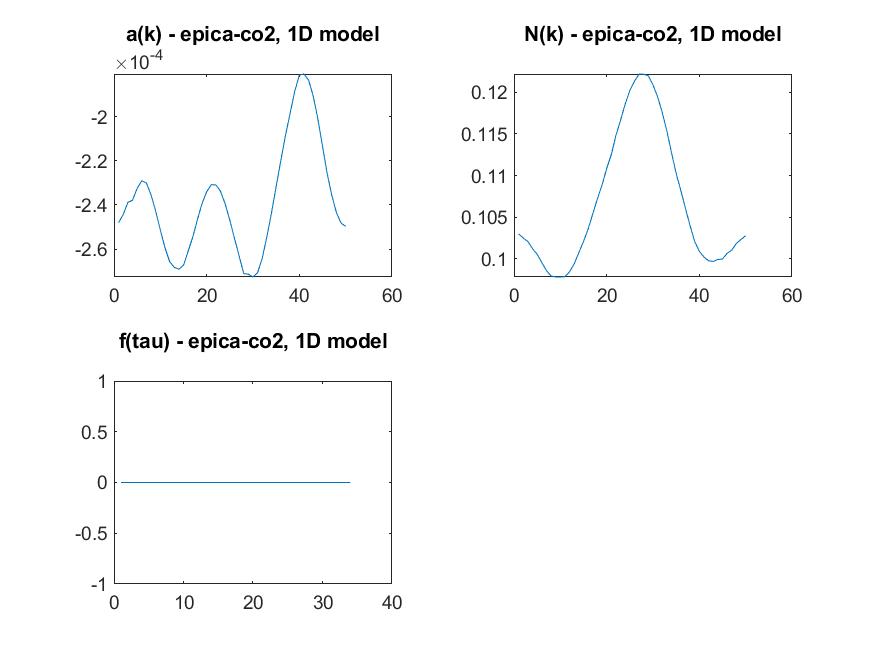 a(k) - epica-co2, 1D model
×10-4
-2
-2.2
-2.4
-2.6
0 20 40 60
N(k) - epica-co2, 1D model
0.12
0.115
0.11
0.105
0.1
0 20 40 60
f(tau) - epica-co2, 1D model
1
0.5
0
-0.5
-1
0 10 20 30 40